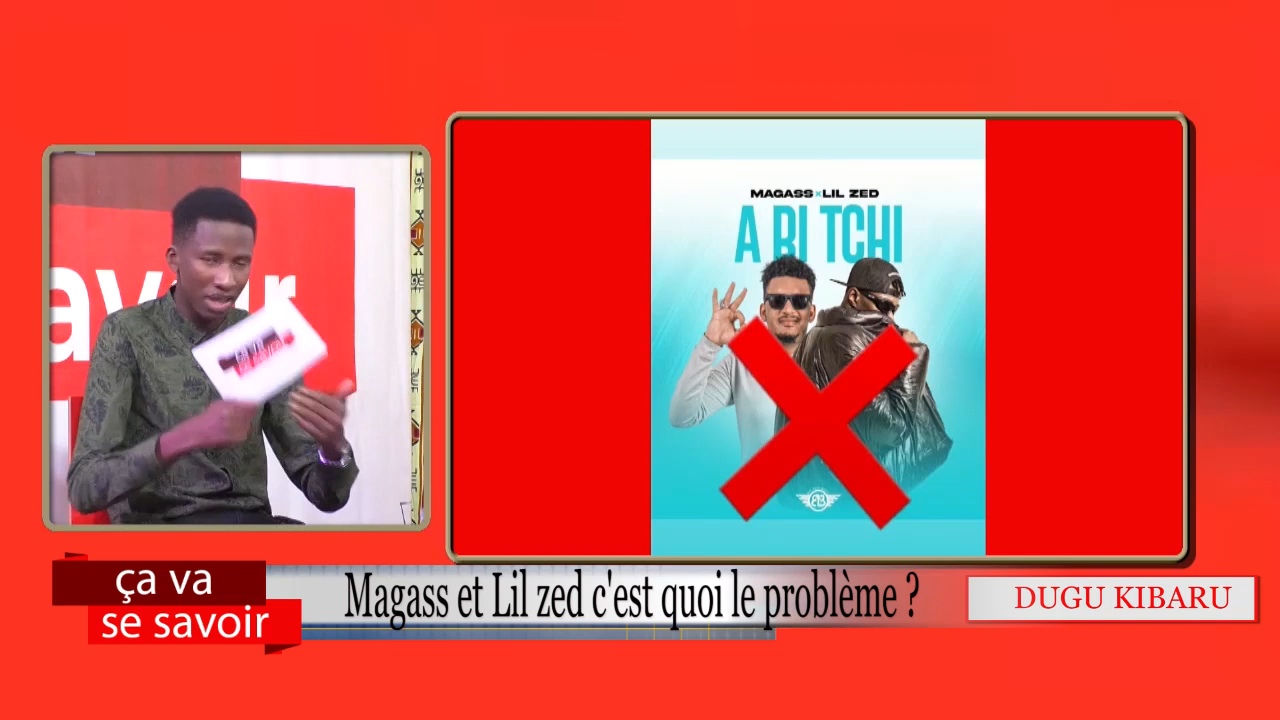 MAGASS x LIL ZED
A BI TCHI
ça va
se savoir
Magass et Lil zed c'est quoi le problème ?
DUGU KIBARU